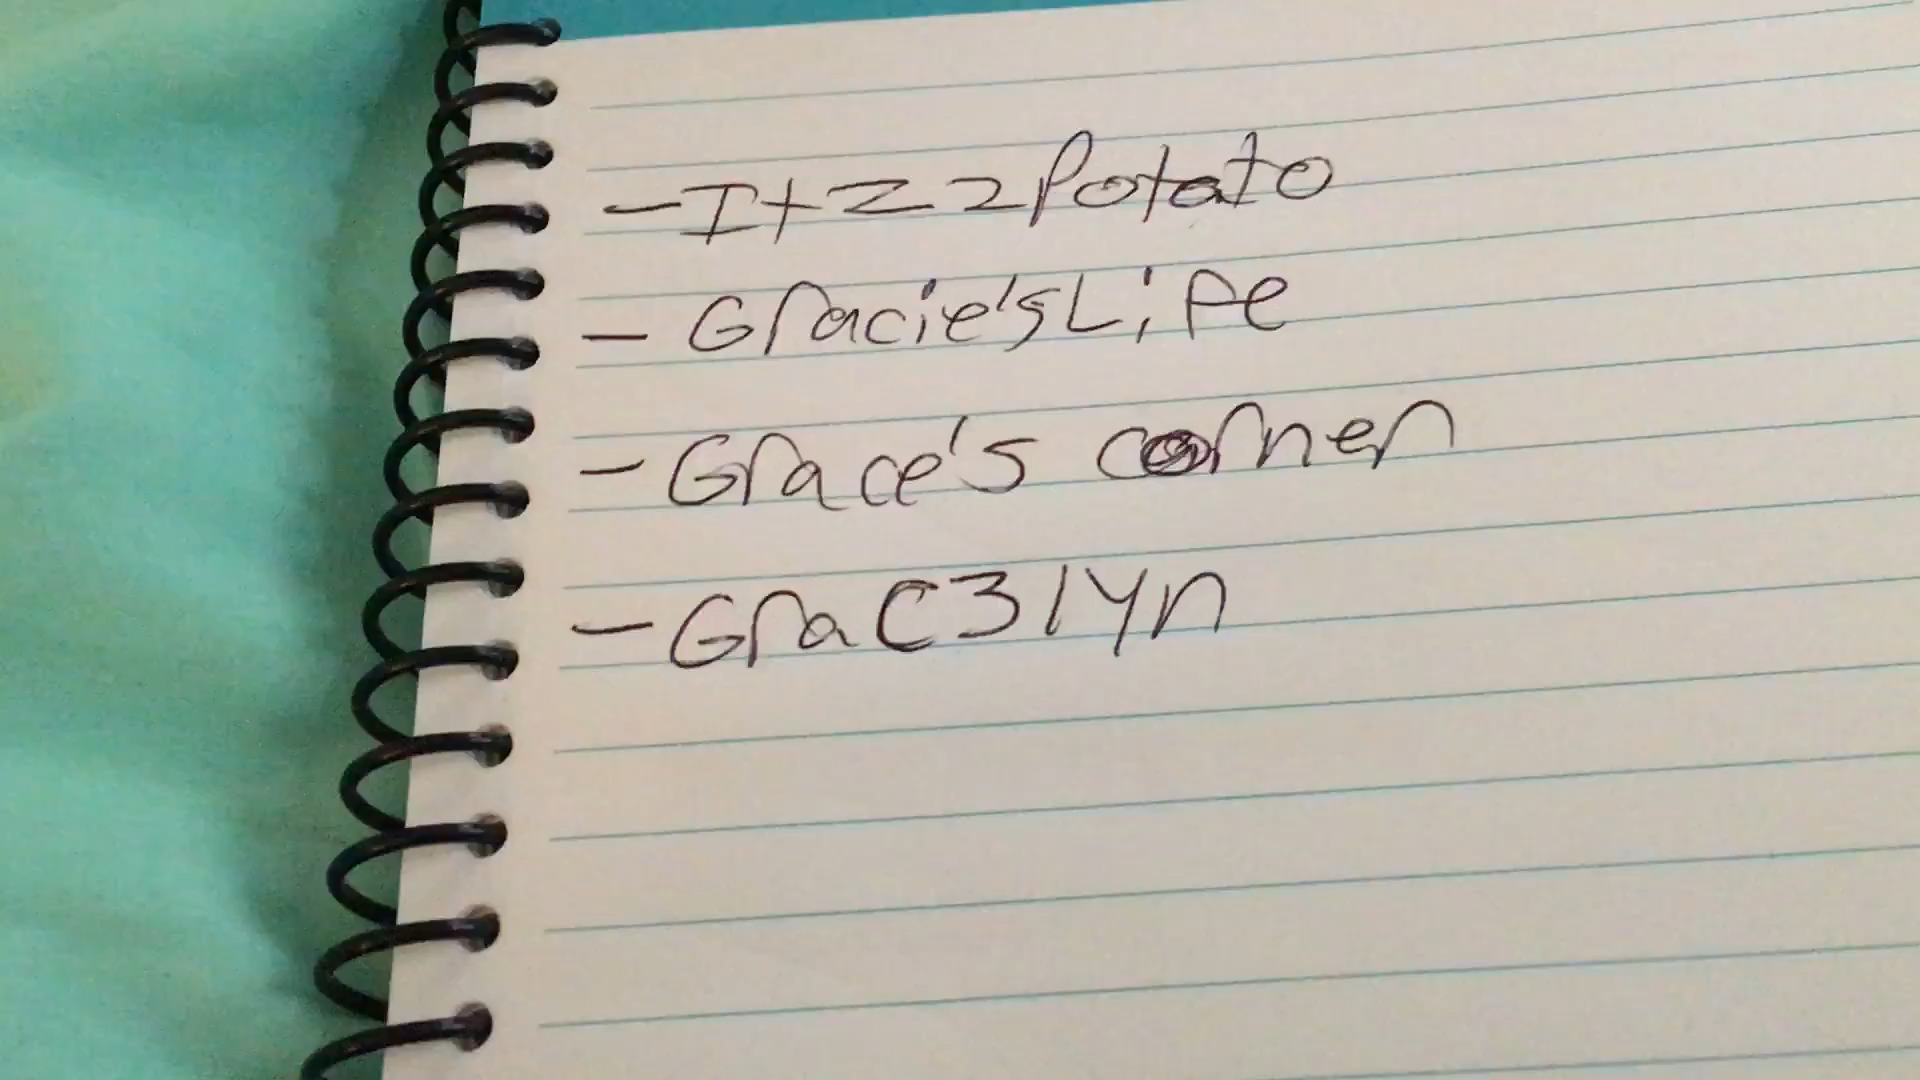 - ItzzPotato
- Gracie'sLife
- Grace's corner
- GraC3lyn